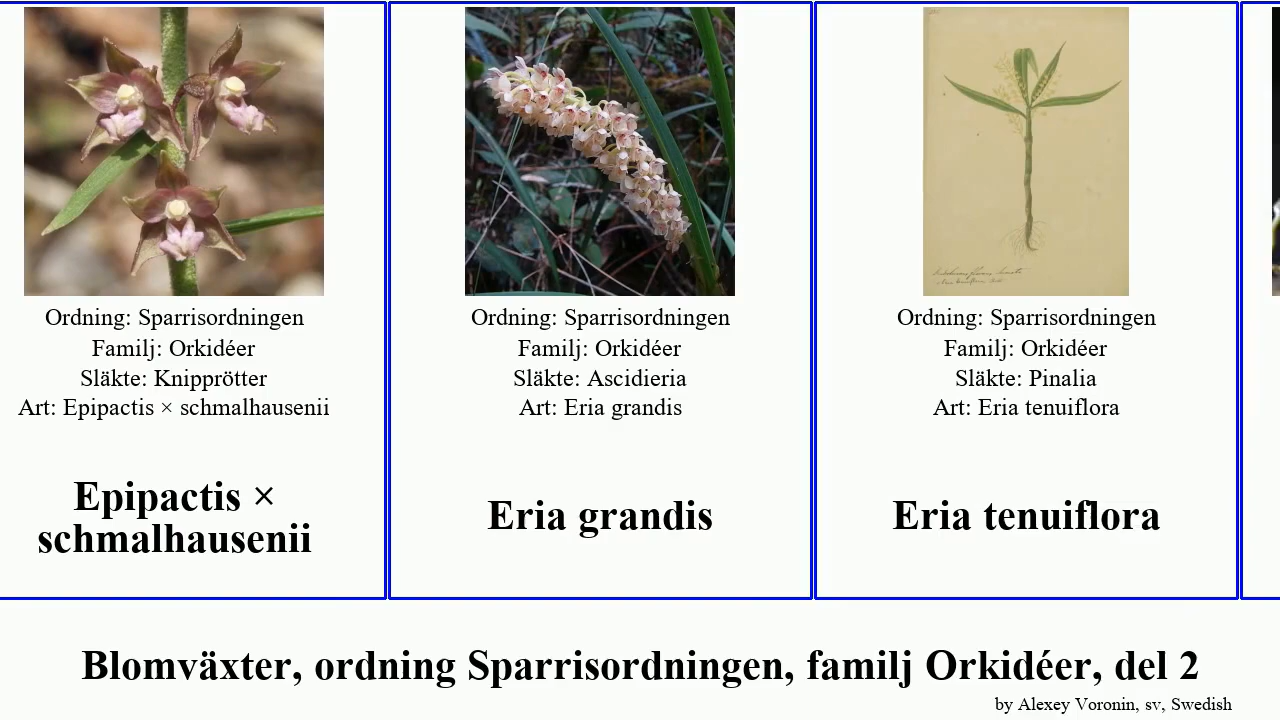 Ordning: Sparrisordningen
Familj: Orkidéer
Släkte: Knipprötter
Art: Epipactis × schmalhausenii
Epipactis ×
schmalhausenii
Ordning: Sparrisordningen
Familj: Orkidéer
Släkte: Ascidieria
Art: Eria grandis
Eria grandis
Ordning: Sparrisordningen
Familj: Orkidéer
Släkte: Pinalia
Art: Eria tenuiflora
Eria tenuiflora
Blomväxter, ordning Sparrisordningen, familj Orkidéer, del 2
by Alexey Voronin, sv, Swedish